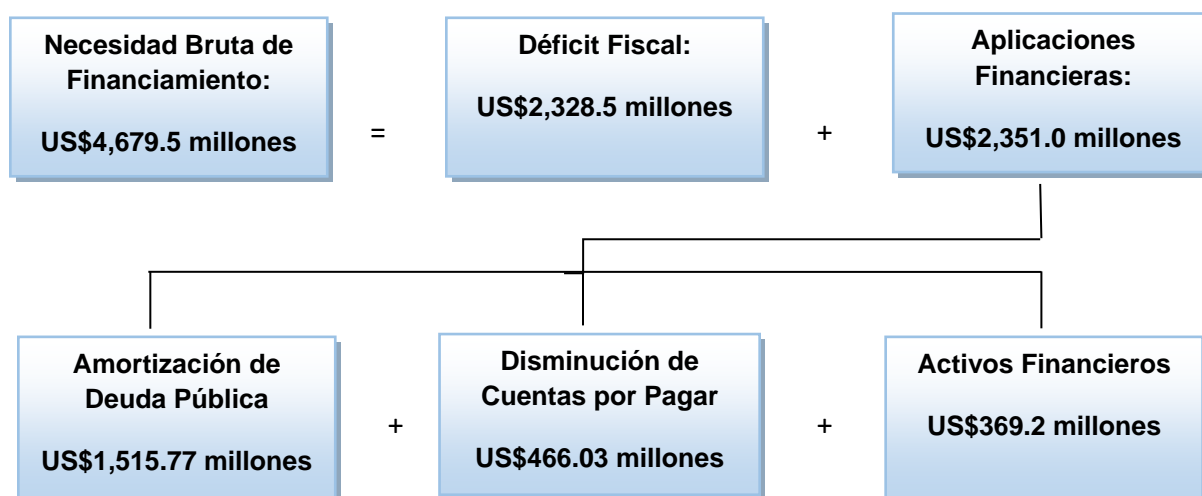 Necesidad Bruta de
Financiamiento:
US$4,679.5 millones
=
Déficit Fiscal:
US$2,328.5 millones
+
Aplicaciones
Financieras:
US$2,351.0 millones
Amortización de
Deuda Pública
US$1,515.77 millones
+
Disminución de
Cuentas por Pagar
US$466.03 millones
+
Activos Financieros
US$369.2 millones